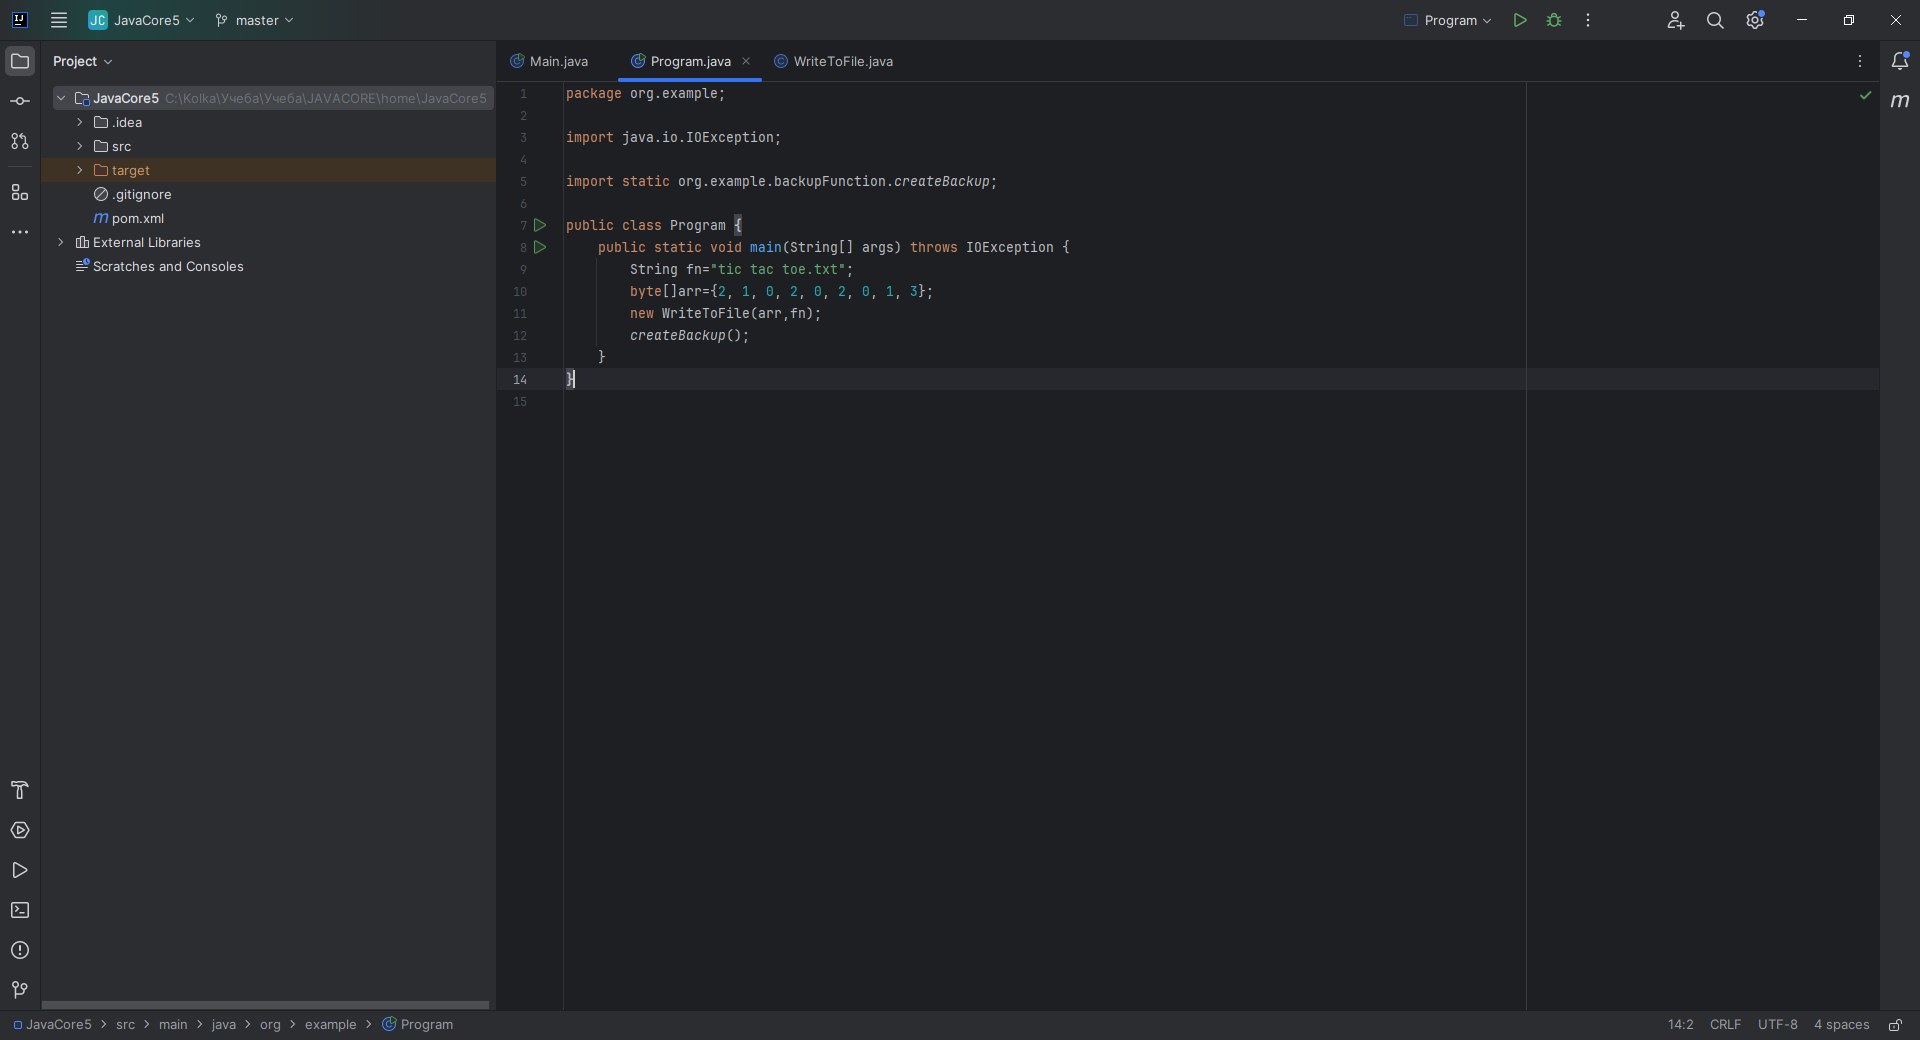 JC JavaCore5 master Program
Project
Main.java Program.java WriteToFile.java
JavaCore5 C:\Kolka\Учеба\Учеба\JAVACORE\home\JavaCore5
.idea
src
target
.gitignore
m pom.xml
External Libraries
Scratches and Consoles
1 package org.example;
2
3 import java.io.IOException;
4
5 import static org.example.backupFunction.createBackup;
6
7 public class Program {
8 public static void main(String[] args) throws IOException {
9 String fn="tic tac toe.txt";
10 byte[]arr={2, 1, 0, 2, 0, 2, 0, 1, 3};
11 new WriteToFile(arr,fn);
12 createBackup();
13 }
14 }
15
m
JavaCore5 > src > main > java > org > example > Program
14:2 CRLF UTF-8 4 spaces